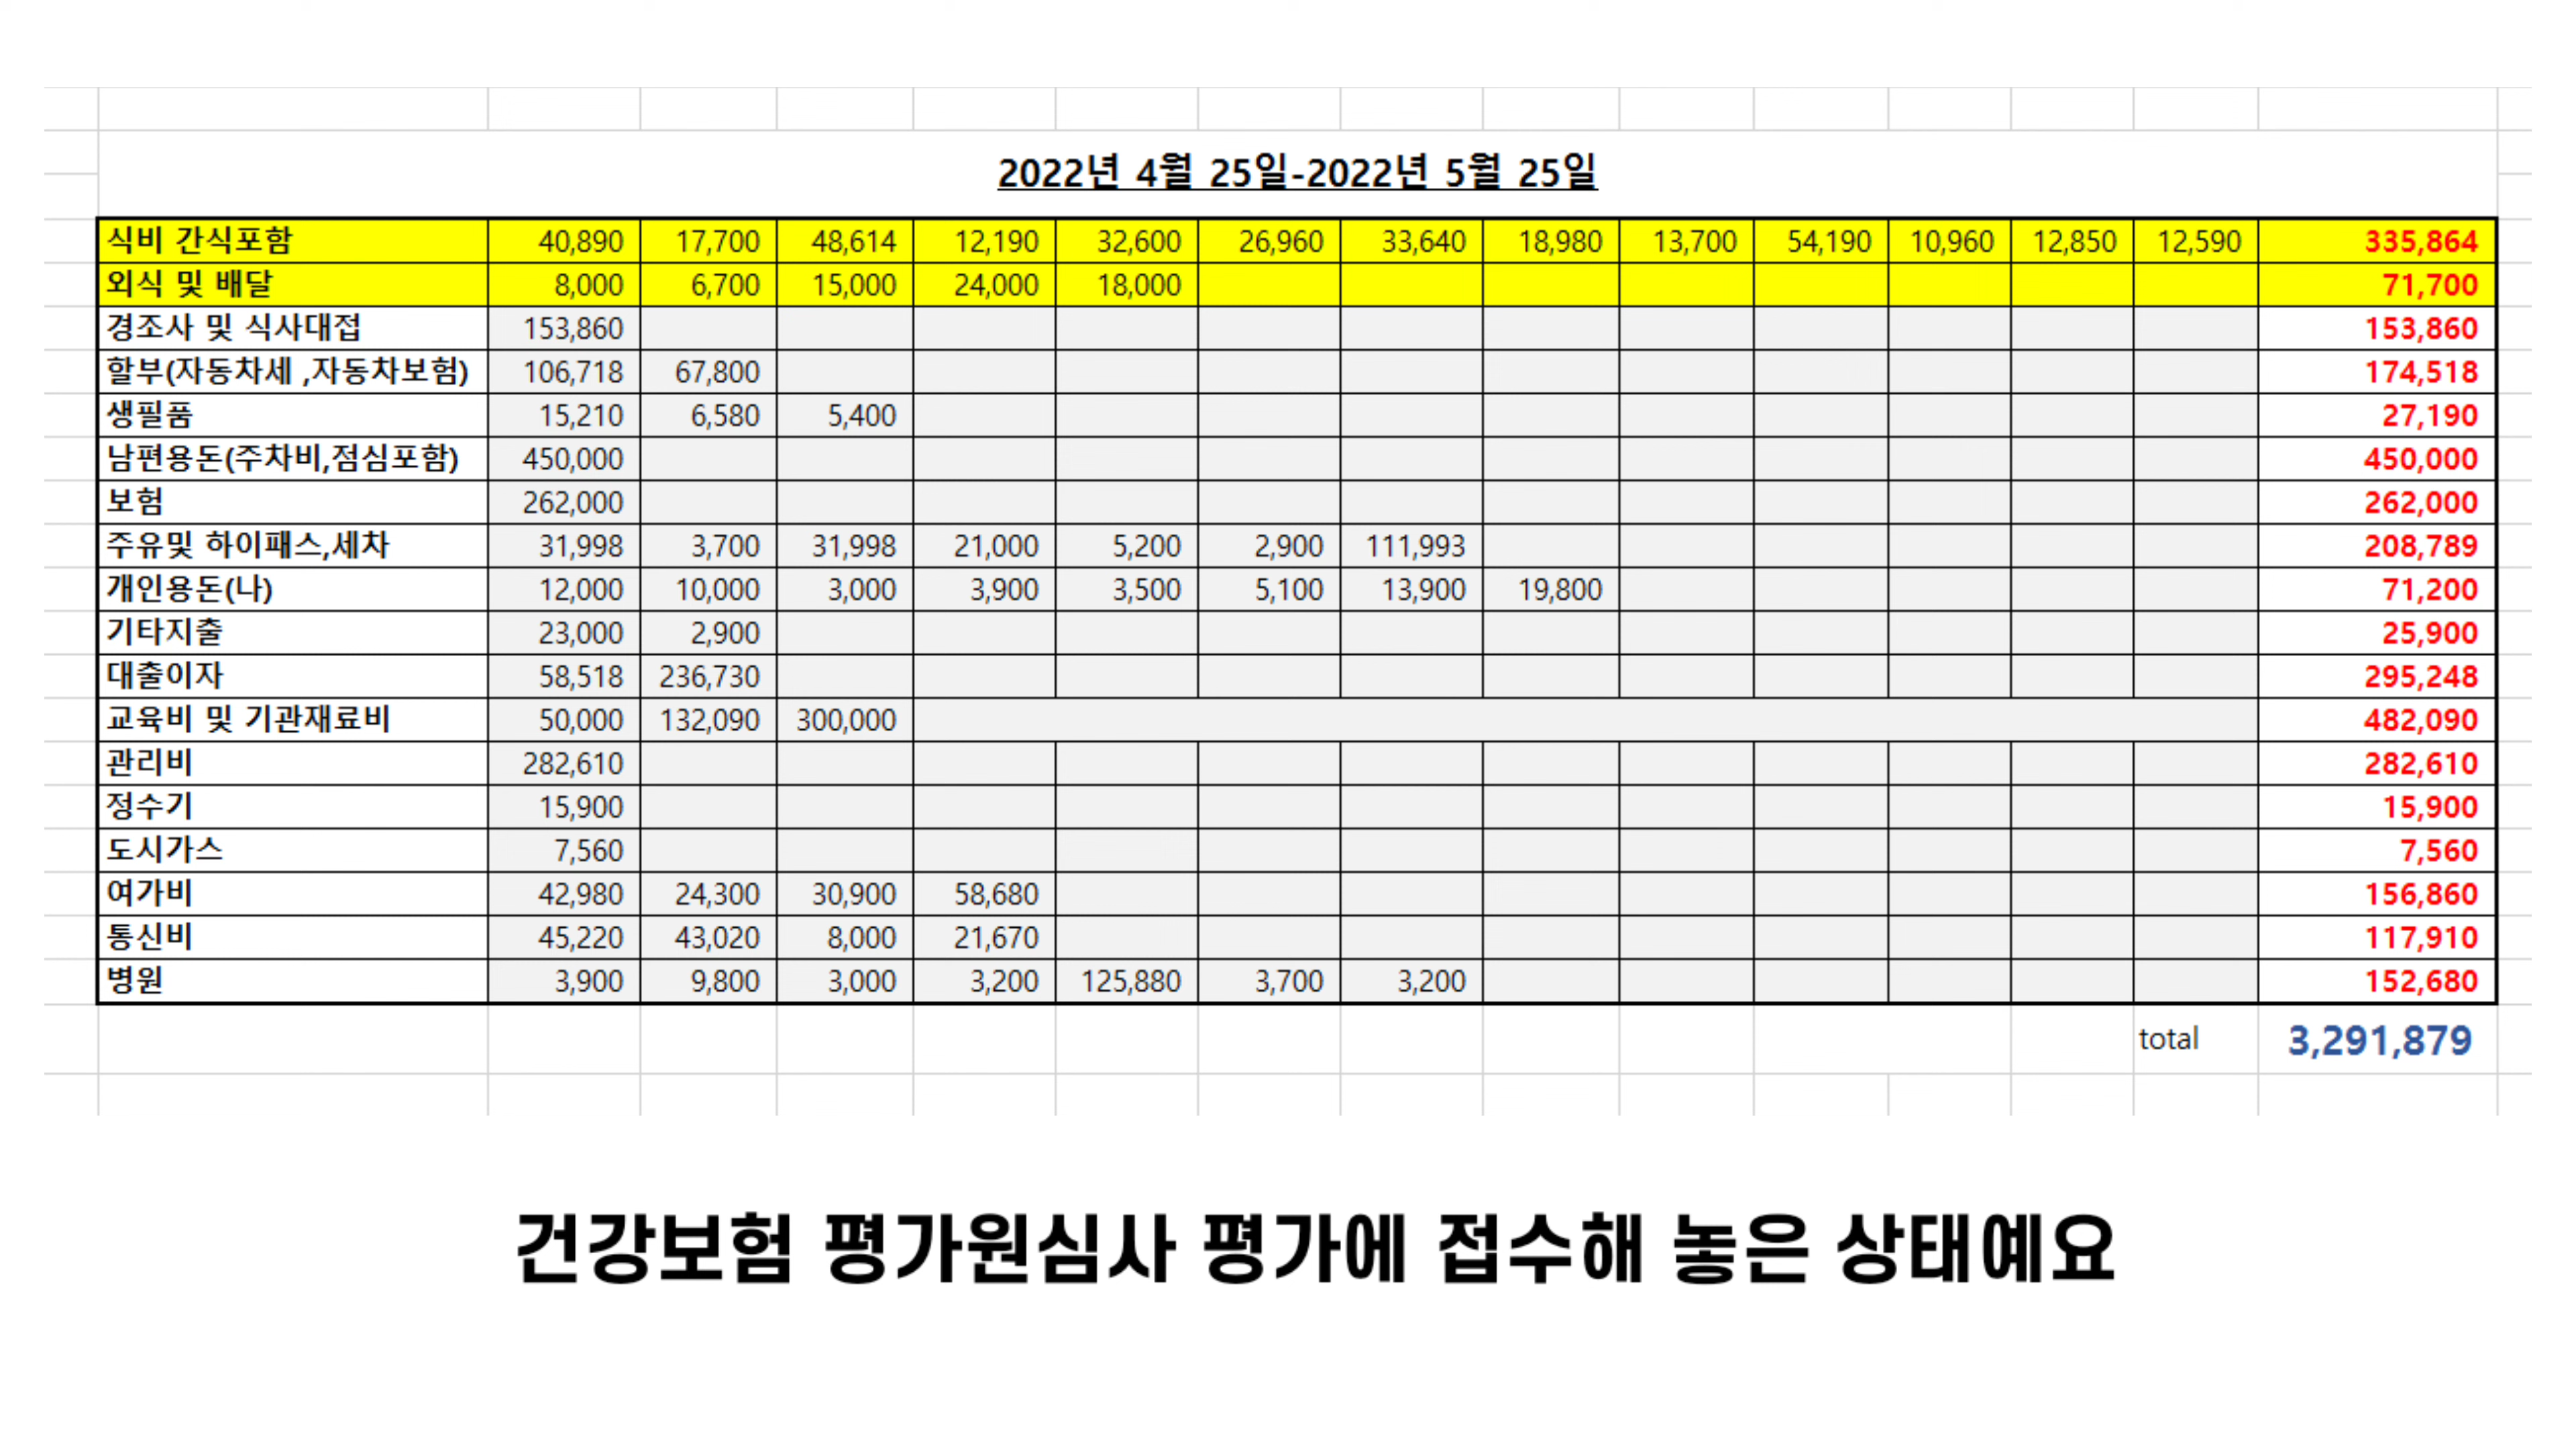 2022년 4월 25일-2022년 5월 25일
식비 간식포함 40,890 17,700 48,614 12,190 32,600 26,960 33,640 18,980 13,700 54,190 10,960 12,850 12,590 335,864
외식 및 배달 8,000 6,700 15,000 24,000 18,000 71,700
경조사 및 식사대접 153,860 153,860
할부(자동차세 ,자동차보험) 106,718 67,800 174,518
생필품 15,210 6,580 5,400 27,190
남편용돈(주차비,점심포함) 450,000 450,000
보험 262,000 262,000
주유및 하이패스,세차 31,998 3,700 31,998 21,000 5,200 2,900 111,993 208,789
개인용돈(나) 12,000 10,000 3,000 3,900 3,500 5,100 13,900 19,800 71,200
기타지출 23,000 2,900 25,900
대출이자 58,518 236,730 295,248
교육비 및 기관재료비 50,000 132,090 300,000 482,090
관리비 282,610 282,610
정수기 15,900 15,900
도시가스 7,560 7,560
여가비 42,980 24,300 30,900 58,680 156,860
통신비 45,220 43,020 8,000 21,670 117,910
병원 3,900 9,800 3,000 3,200 125,880 3,700 3,200 152,680
total 3,291,879
건강보험 평가원심사 평가에 접수해 놓은 상태예요